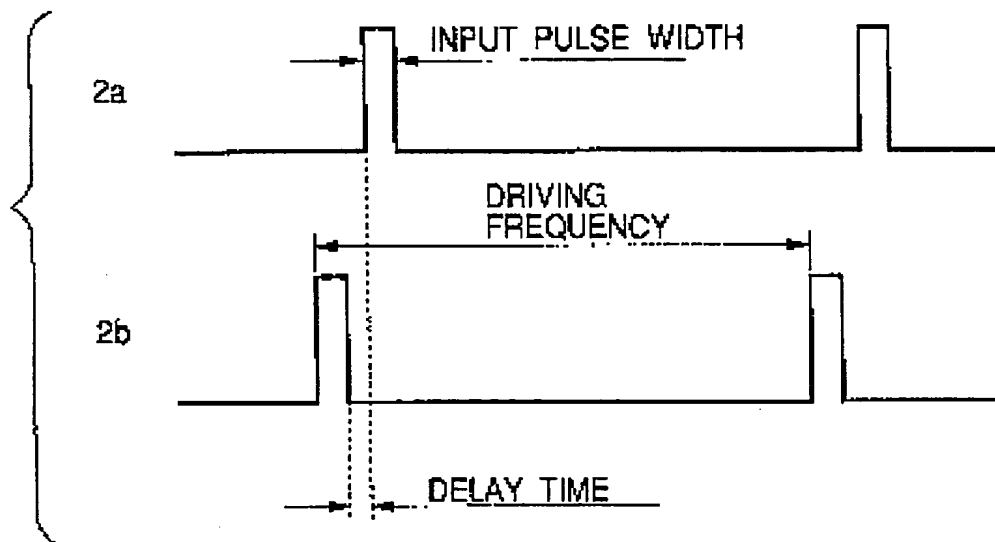 INPUT PULSE WIDTH
2a
DRIVING
FREQUENCY
2b
DELAY TIME